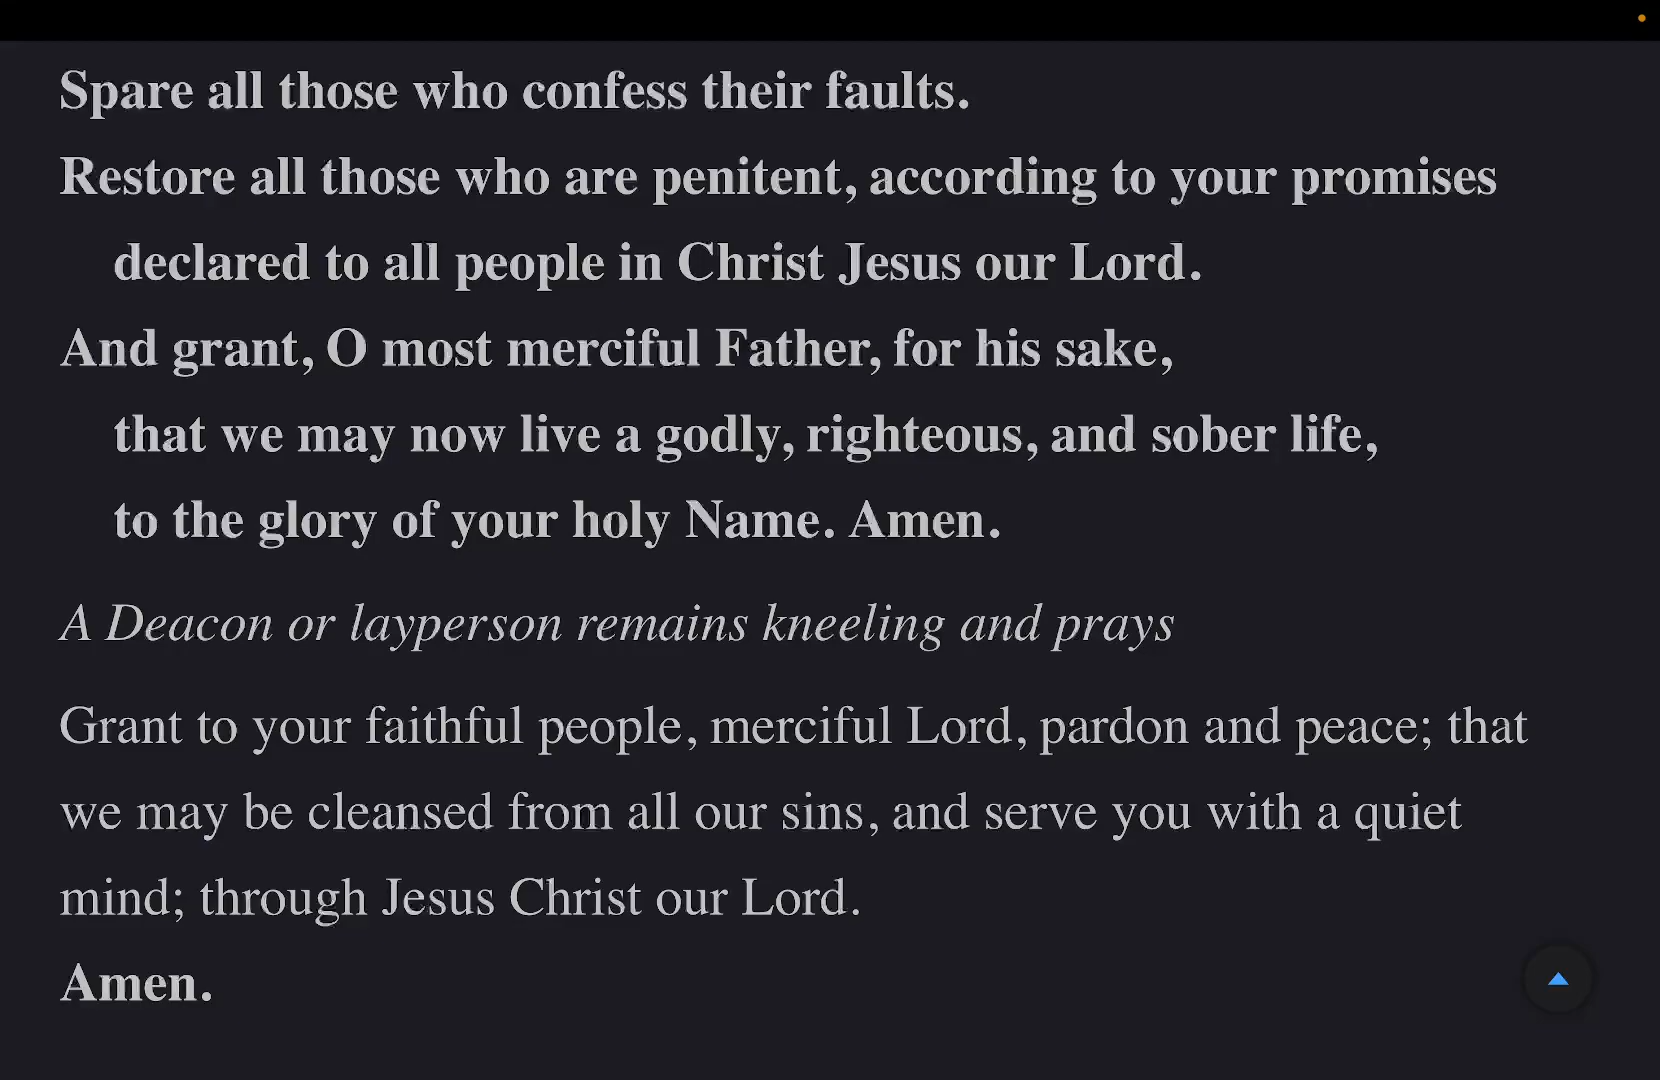 Spare all those who confess their faults.
Restore all those who are penitent, according to your promises
declared to all people in Christ Jesus our Lord.
And grant, O most merciful Father, for his sake,
that we may now live a godly, righteous, and sober life,
to the glory of your holy Name. Amen.
A Deacon or layperson remains kneeling and prays
Grant to your faithful people, merciful Lord, pardon and peace; that
we may be cleansed from all our sins, and serve you with a quiet
mind; through Jesus Christ our Lord.
Amen.